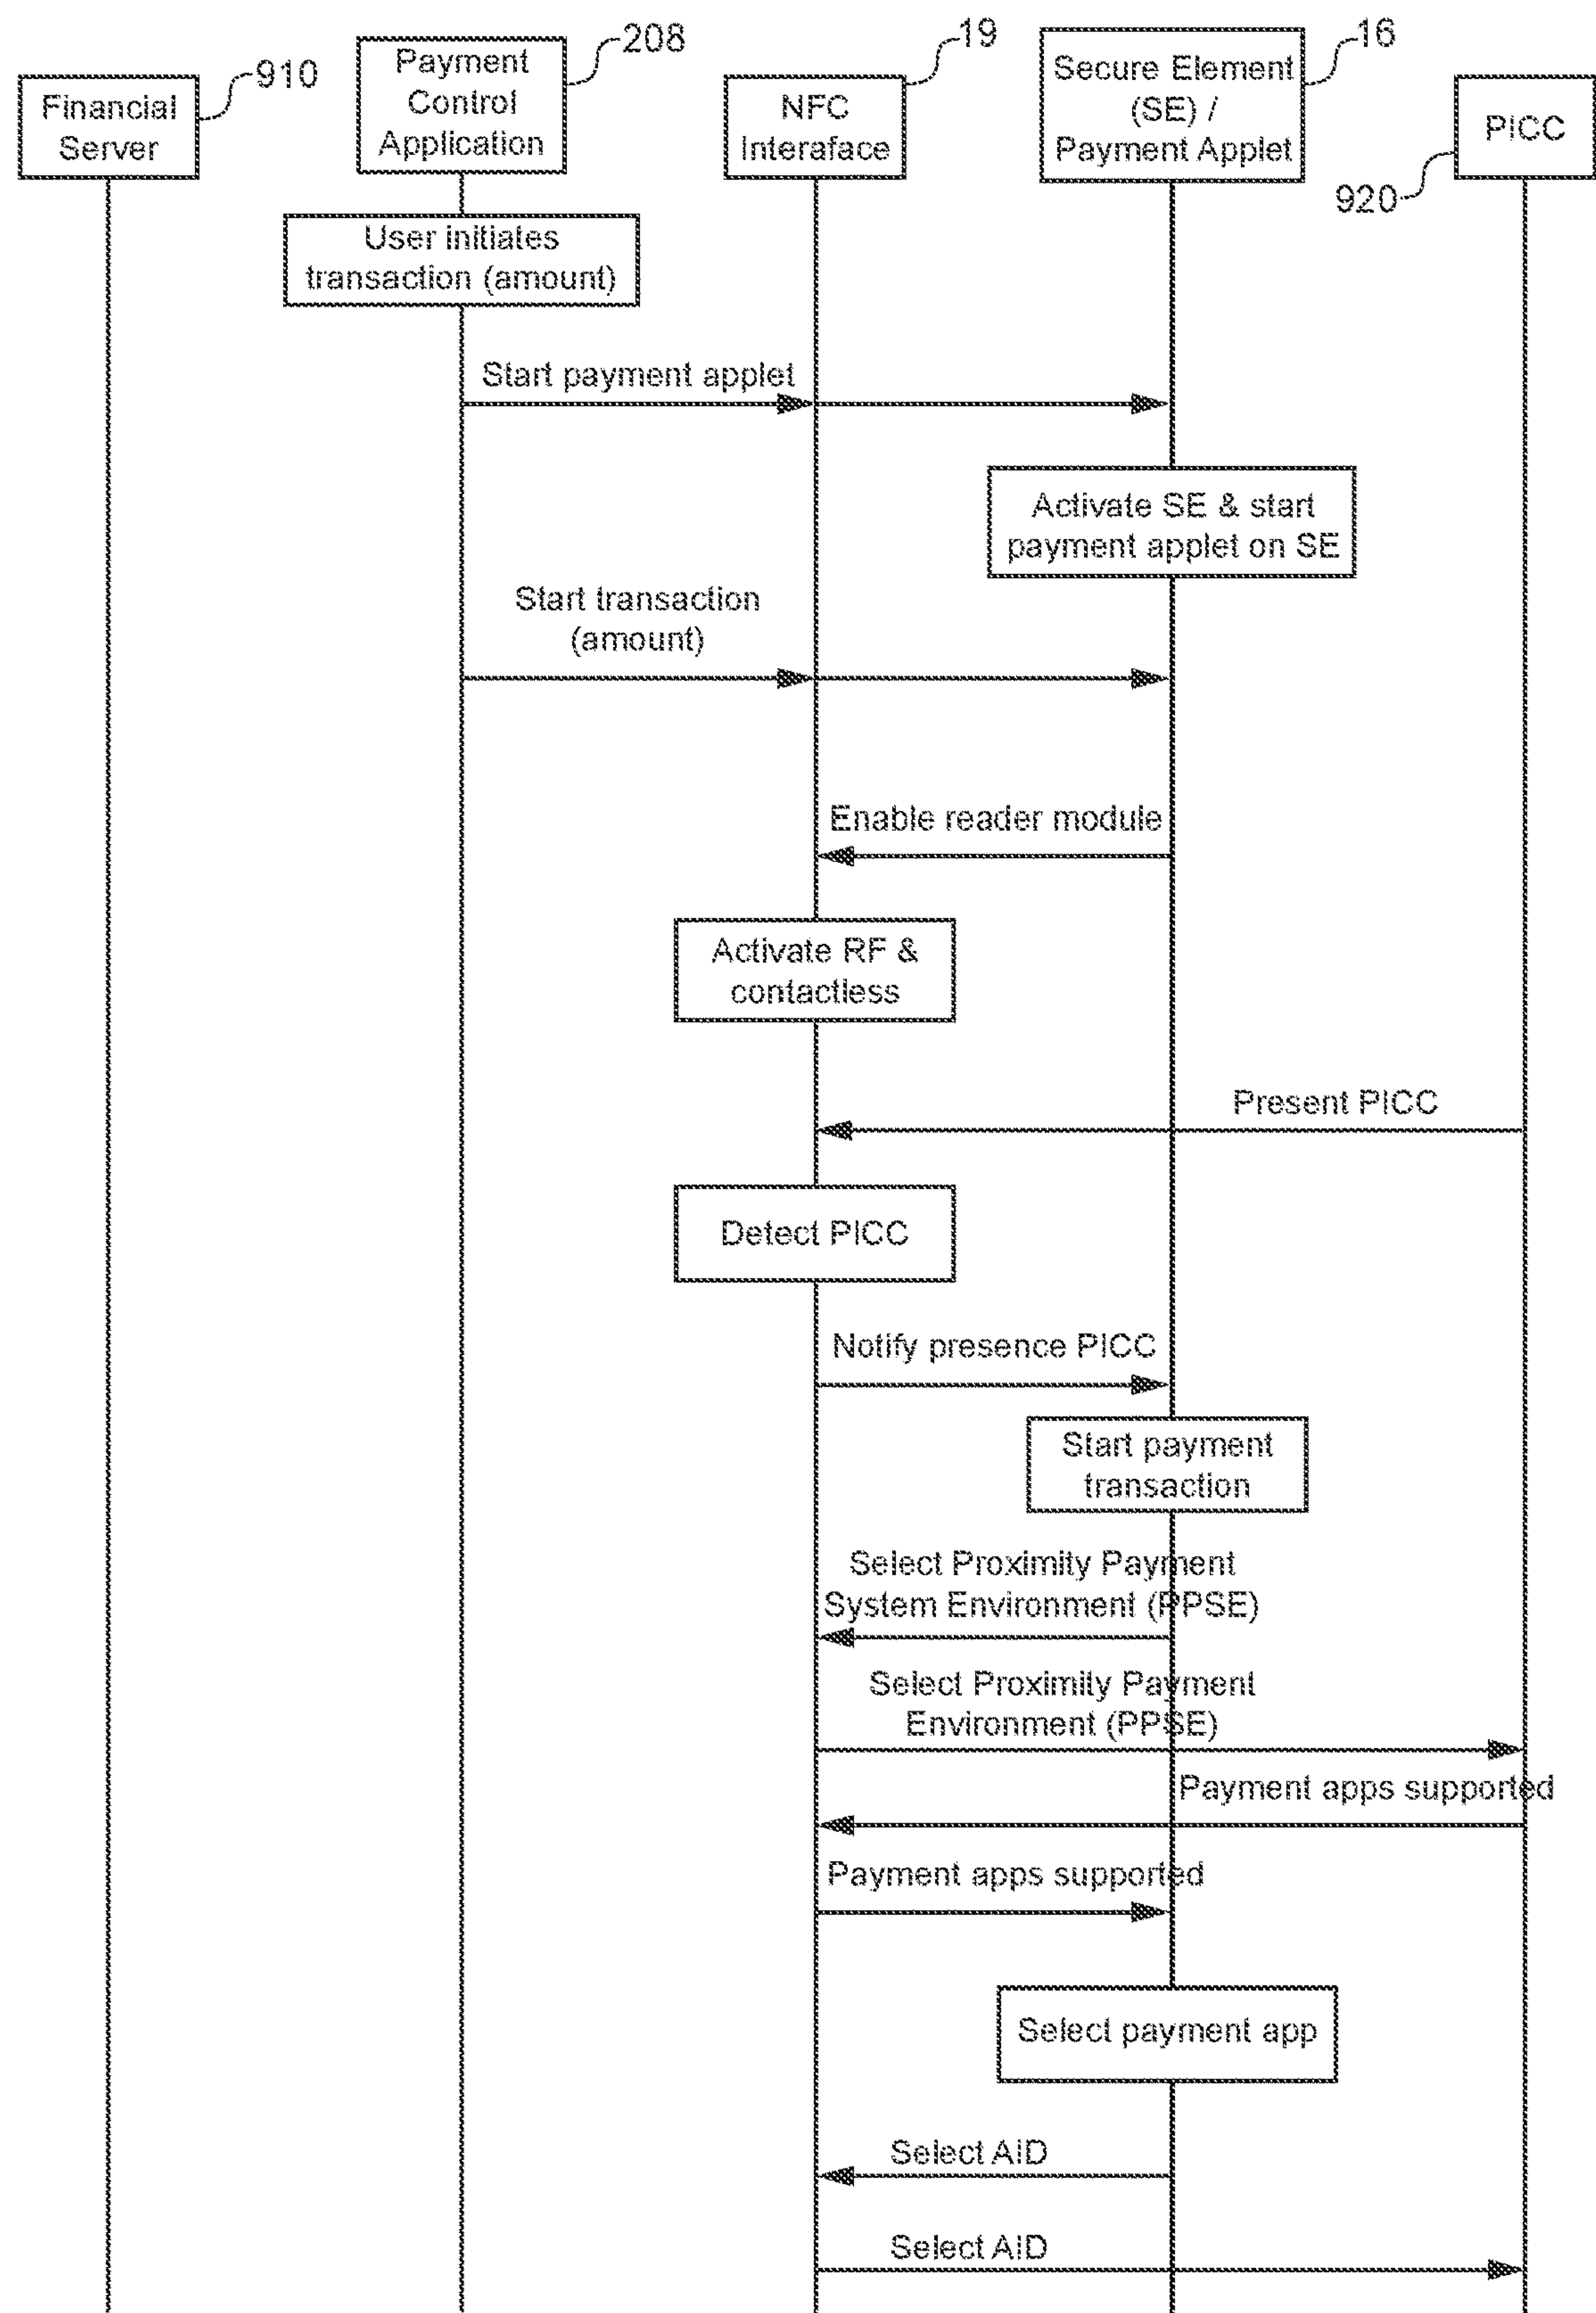 Financial
Server
910
Payment
Control
Application
208
NFC
Interaface
19
Secure Element
(SE) /
Payment Applet
16
PICC
920
User initiates
transaction (amount)
Start payment applet
Activate SE & start
payment applet on SE
Start transaction
(amount)
Enable reader module
Activate RF &
contactless
Present PICC
Detect PICC
Notify presence PICC
Start payment
transaction
Select Proximity Payment
System Environment (PPSE)
Select Proximity Payment
Environment (PPSE)
Payment apps supported
Payment apps supported
Select payment app
Select AID
Select AID